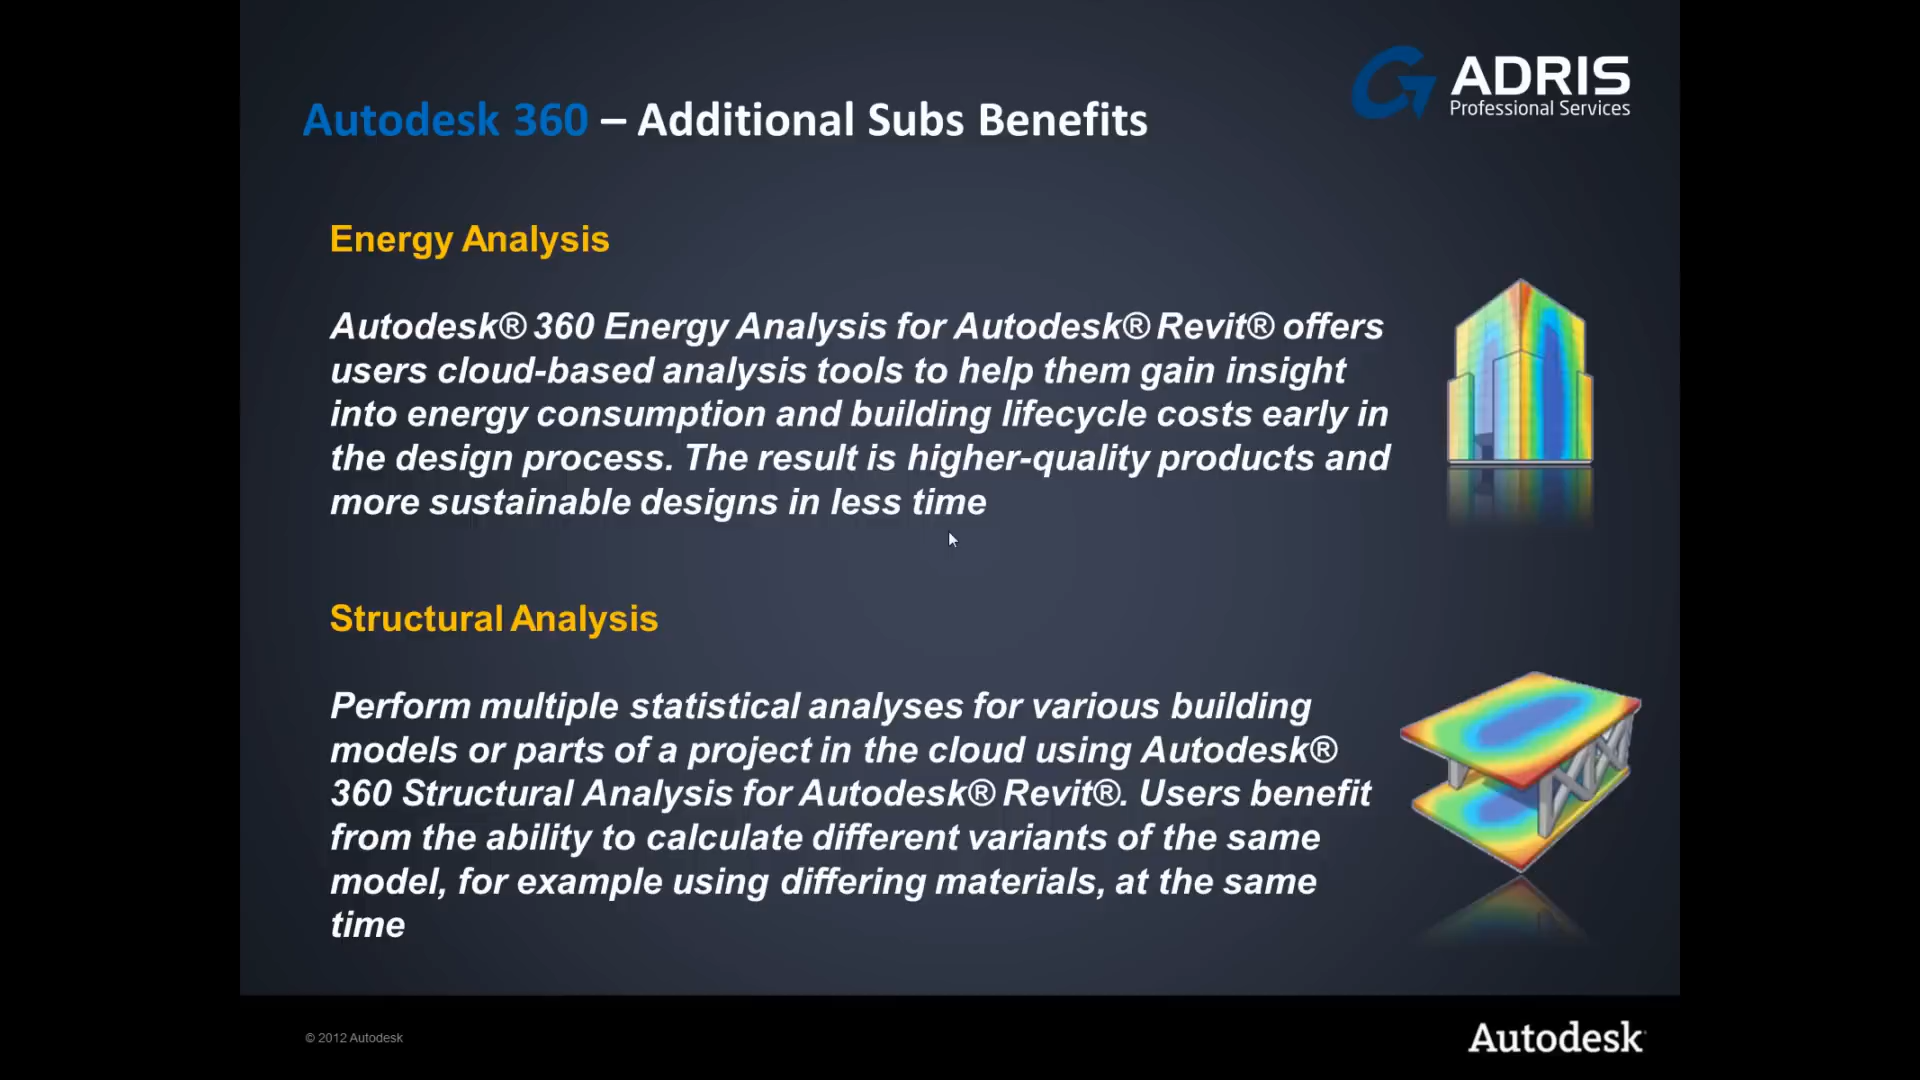 ADRIS
Professional Services
Autodesk 360 – Additional Subs Benefits
Energy Analysis
Autodesk® 360 Energy Analysis for Autodesk® Revit® offers
users cloud-based analysis tools to help them gain insight
into energy consumption and building lifecycle costs early in
the design process. The result is higher-quality products and
more sustainable designs in less time
Structural Analysis
Perform multiple statistical analyses for various building
models or parts of a project in the cloud using Autodesk®
360 Structural Analysis for Autodesk® Revit®. Users benefit
from the ability to calculate different variants of the same
model, for example using differing materials, at the same
time
© 2012 Autodesk
Autodesk